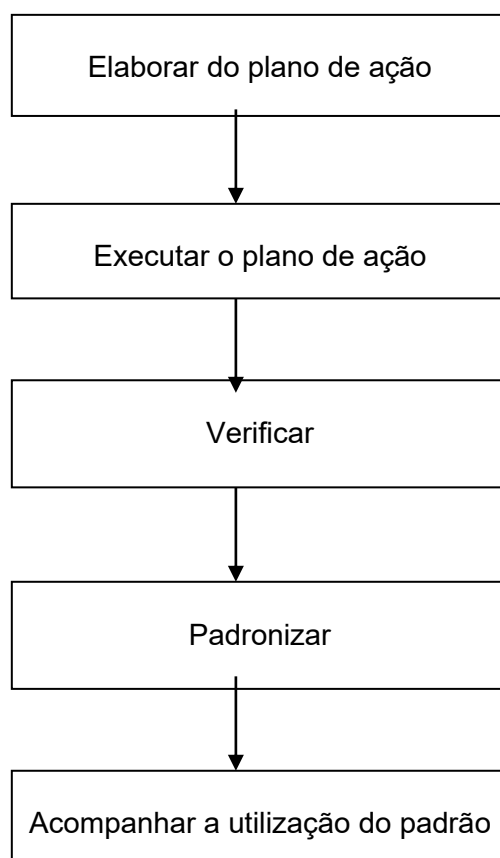 Elaborar do plano de ação
Executar o plano de ação
Verificar
Padronizar
Acompanhar a utilização do padrão